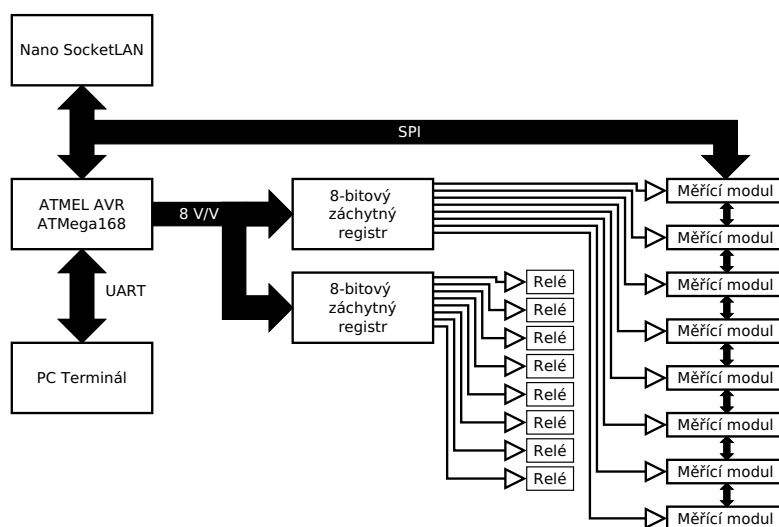 Nano SocketLAN
SPI
ATMEL AVR
ATMega168
8 V/V
8-bitový
záchytný
registr
Měřící modul
Měřící modul
Měřící modul
Měřící modul
Měřící modul
Měřící modul
Měřící modul
Měřící modul
UART
8-bitový
záchytný
registr
Relé
Relé
Relé
Relé
Relé
Relé
Relé
Relé
PC Terminál